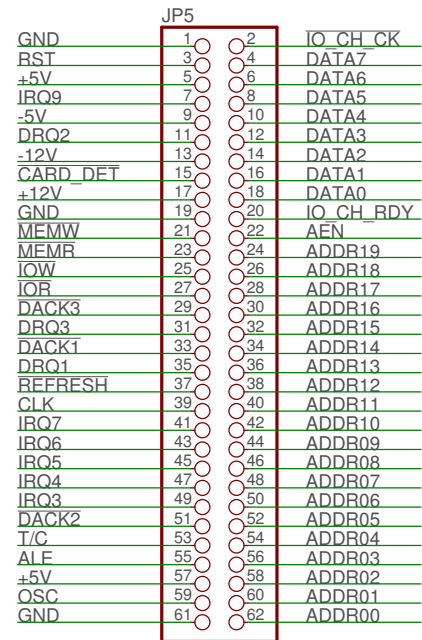 JP5
GND 1 2 IO_CH_CK
RST 3 4 DATA7
+5V 5 6 DATA6
IRQ9 7 8 DATA5
-5V 9 10 DATA4
DRQ2 11 12 DATA3
-12V 13 14 DATA2
CARD_DET 15 16 DATA1
+12V 17 18 DATA0
GND 19 20 IO_CH_RDY
MEMW 21 22 AEN
MEMR 23 24 ADDR19
IOW 25 26 ADDR18
IOR 27 28 ADDR17
DACK3 29 30 ADDR16
DRQ3 31 32 ADDR15
DACK1 33 34 ADDR14
DRQ1 35 36 ADDR13
REFRESH 37 38 ADDR12
CLK 39 40 ADDR11
IRQ7 41 42 ADDR10
IRQ6 43 44 ADDR09
IRQ5 45 46 ADDR08
IRQ4 47 48 ADDR07
IRQ3 49 50 ADDR06
DACK2 51 52 ADDR05
T/C 53 54 ADDR04
ALE 55 56 ADDR03
+5V 57 58 ADDR02
OSC 59 60 ADDR01
GND 61 62 ADDR00